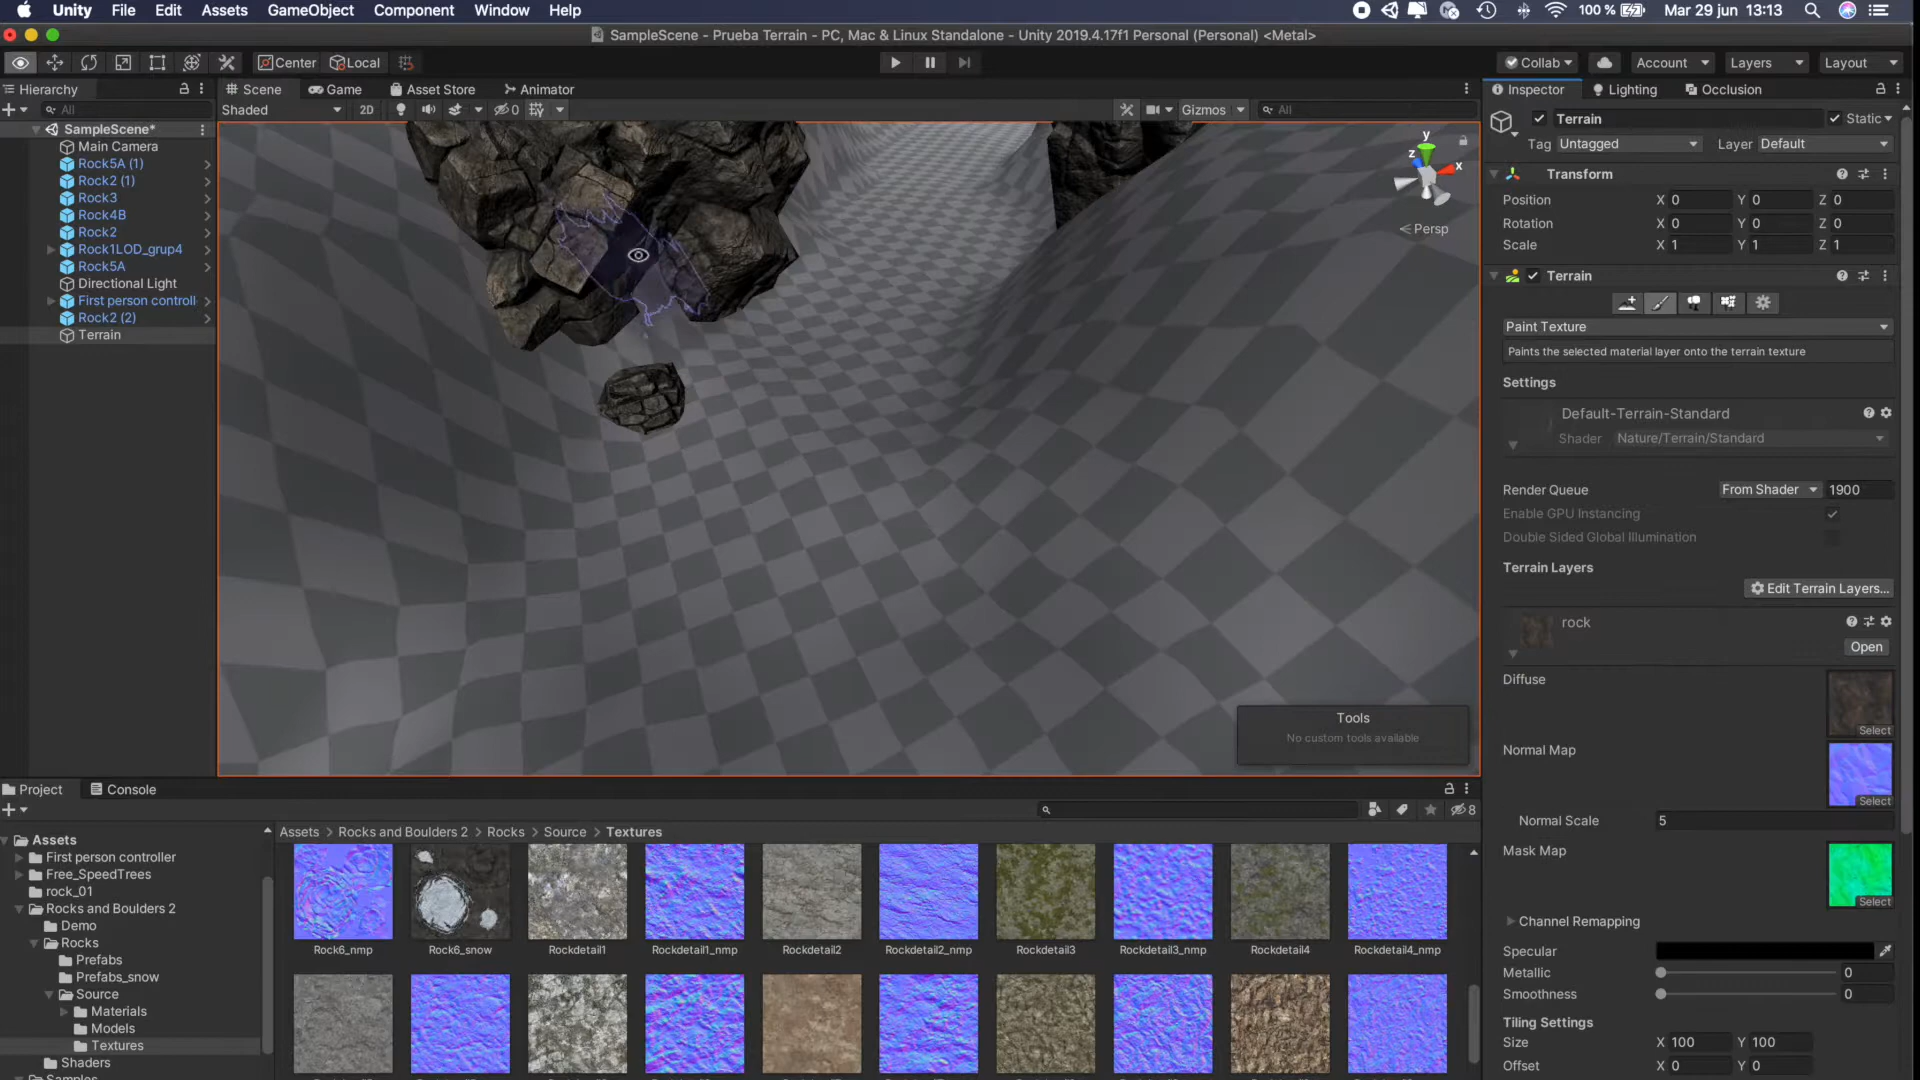 Unity File Edit Assets GameObject Component Window Help
100 % Mar 29 jun 13:13
SampleScene - Prueba Terrain - PC, Mac & Linux Standalone - Unity 2019.4.17f1 Personal (Personal) <Metal>
Center Local
Collab Account Layers Layout
Hierarchy
All
SampleScene*
Main Camera
Rock5A (1)
Rock2 (1)
Rock3
Rock4B
Rock2
Rock1LOD_grup4
Rock5A
Directional Light
First person controll
Rock2 (2)
Terrain
Scene Game Asset Store Animator
Shaded 2D 0 Gizmos All
y
z
x
Persp
Tools
No custom tools available
Inspector Lighting Occlusion
Terrain Static
Tag Untagged Layer Default
Transform
Position X 0 Y 0 Z 0
Rotation X 0 Y 0 Z 0
Scale X 1 Y 1 Z 1
Terrain
Paint Texture
Paints the selected material layer onto the terrain texture
Settings
Default-Terrain-Standard
Shader Nature/Terrain/Standard
Render Queue From Shader 1900
Enable GPU Instancing
Double Sided Global Illumination
Terrain Layers
Edit Terrain Layers...
rock
Open
Diffuse
Select
Normal Map
Select
Normal Scale 5
Mask Map
Select
Channel Remapping
Specular
Metallic 0
Smoothness 0
Tiling Settings
Size X 100 Y 100
Offset X 0 Y 0
Project Console
8
Assets
First person controller
Free_SpeedTrees
rock_01
Rocks and Boulders 2
Demo
Rocks
Prefabs
Prefabs_snow
Source
Materials
Models
Textures
Shaders
Samples
Assets > Rocks and Boulders 2 > Rocks > Source > Textures
Rock6_nmp Rock6_snow Rockdetail1 Rockdetail1_nmp Rockdetail2 Rockdetail2_nmp Rockdetail3 Rockdetail3_nmp Rockdetail4 Rockdetail4_nmp